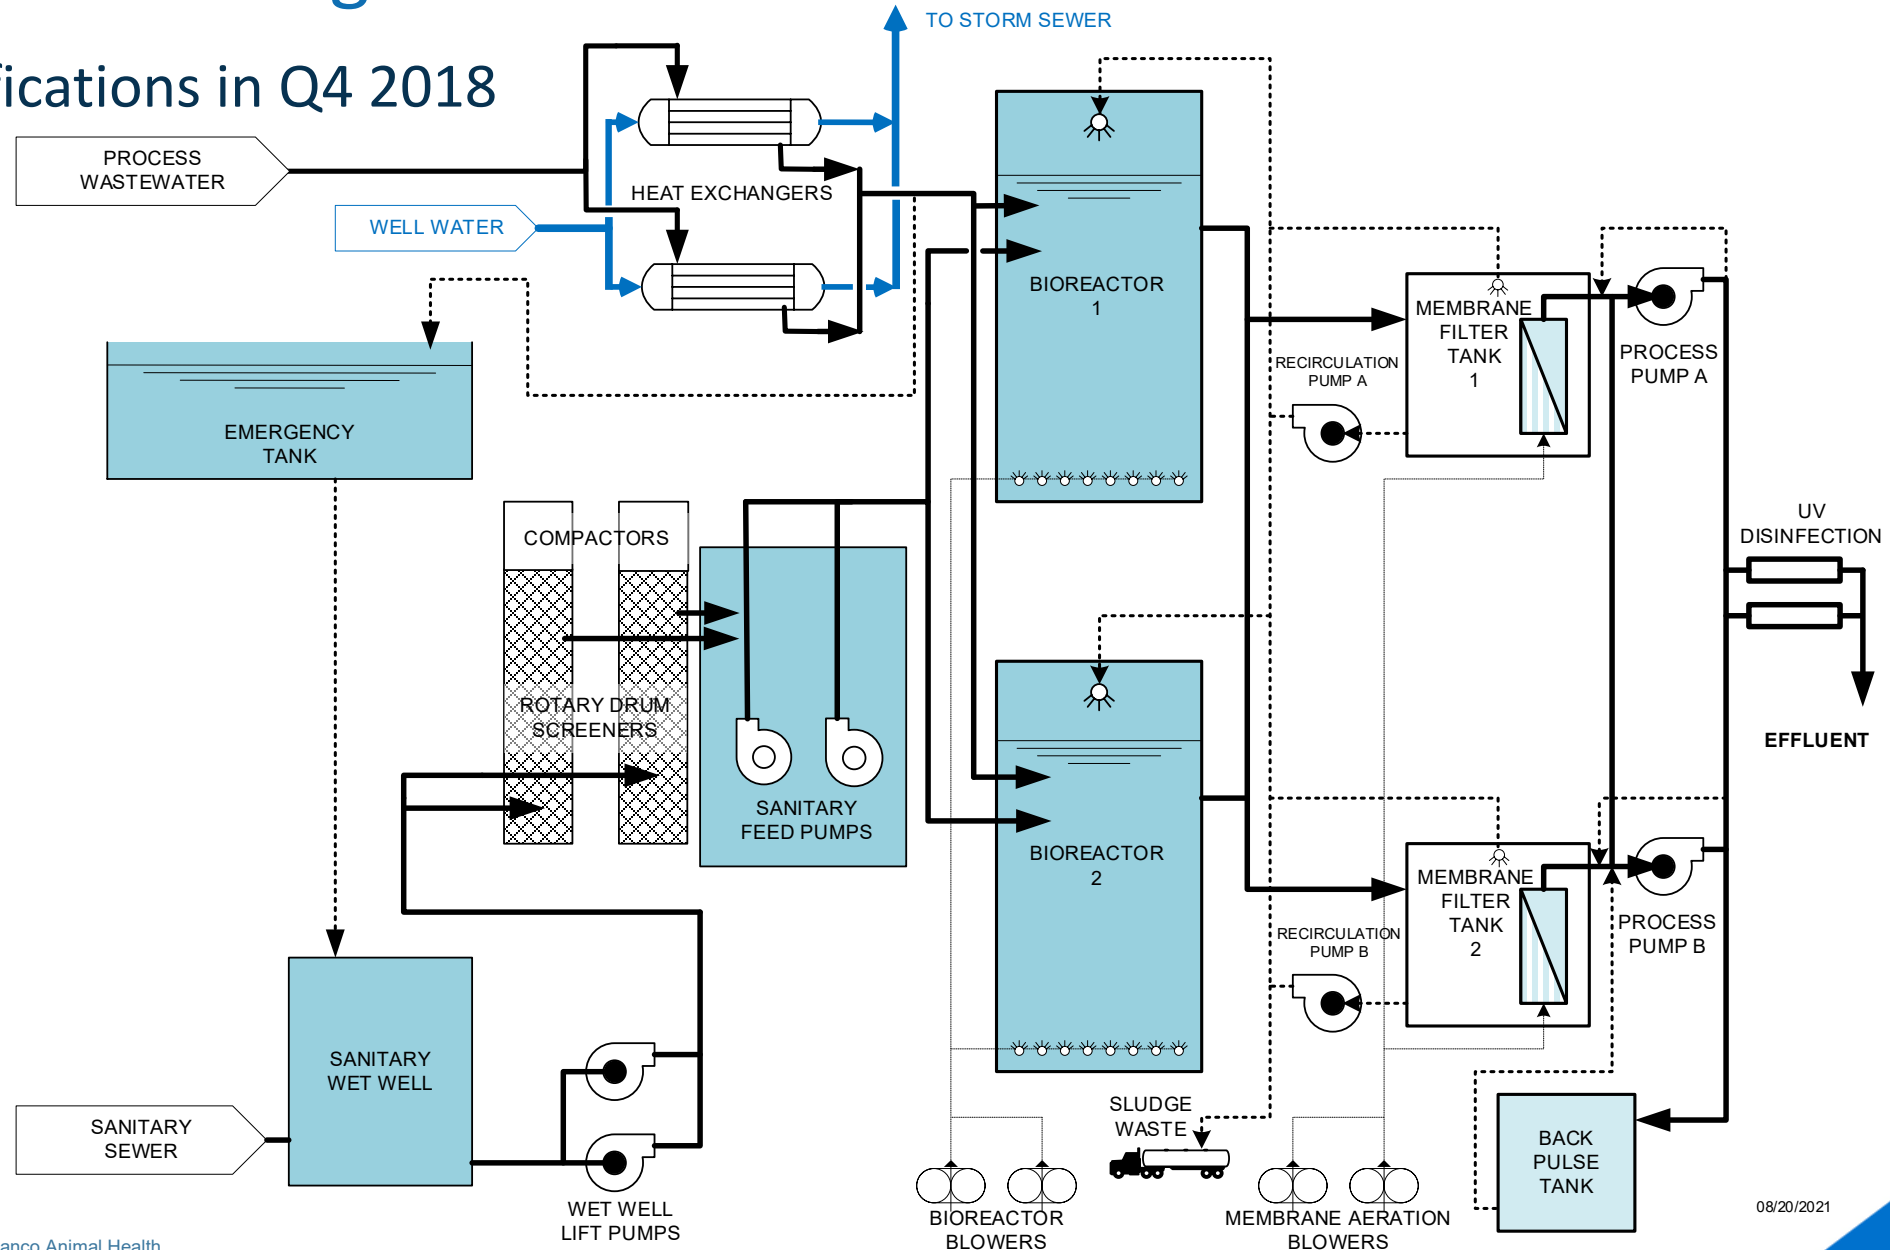 fications in Q4 2018
TO STORM SEWER
PROCESS
WASTEWATER
HEAT EXCHANGERS
WELL WATER
BIOREACTOR
1
MEMBRANE
FILTER
TANK
1
RECIRCULATION
PUMP A
PROCESS
PUMP A
EMERGENCY
TANK
COMPACTORS
UV
DISINFECTION
ROTARY DRUM
SCREENERS
EFFLUENT
SANITARY
FEED PUMPS
BIOREACTOR
2
MEMBRANE
FILTER
TANK
2
RECIRCULATION
PUMP B
PROCESS
PUMP B
SANITARY
WET WELL
SANITARY
SEWER
WET WELL
LIFT PUMPS
SLUDGE
WASTE
BACK
PULSE
TANK
BIOREACTOR
BLOWERS
MEMBRANE AERATION
BLOWERS
08/20/2021
anco Animal Health